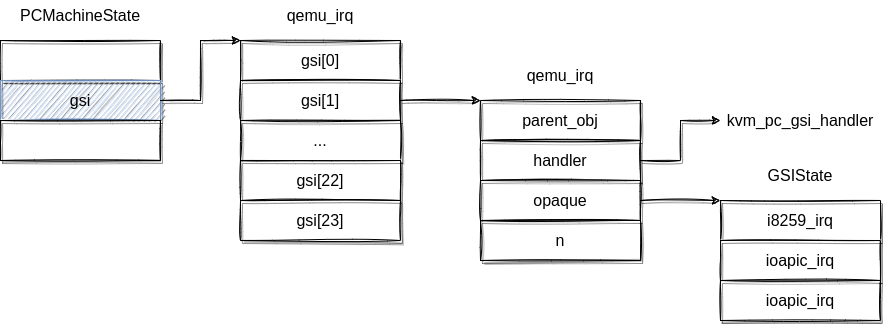 PCMachineState
gsi
qemu_irq
gsi[0]
gsi[1]
...
gsi[22]
gsi[23]
qemu_irq
parent_obj
handler
opaque
n
kvm_pc_gsi_handler
GSIState
i8259_irq
ioapic_irq
ioapic_irq